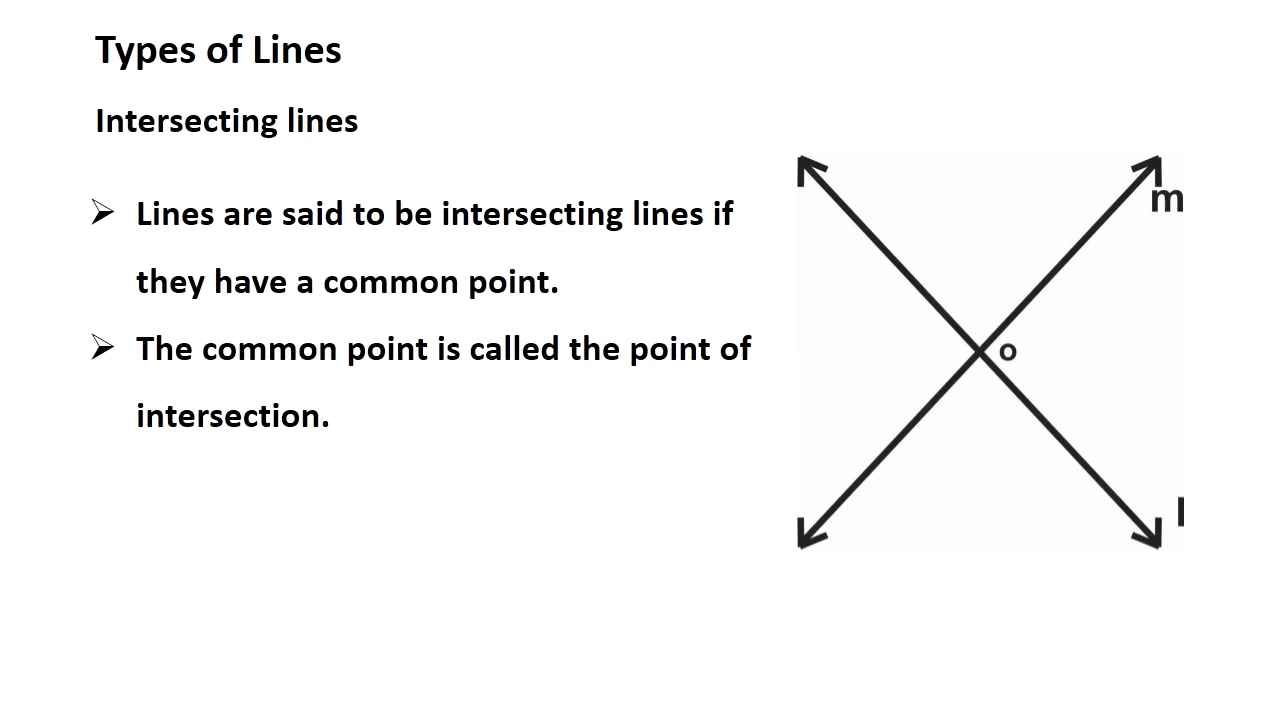 Types of Lines
Intersecting lines
➢ Lines are said to be intersecting lines if
they have a common point.
➢ The common point is called the point of
intersection.
m
o
l